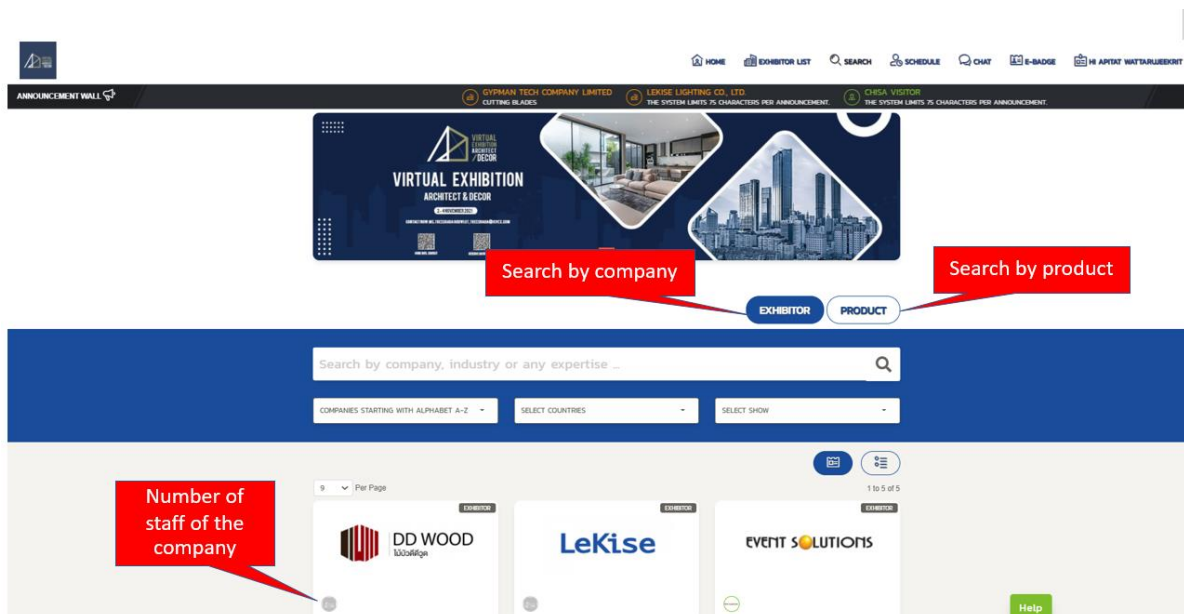 HOME
EXHIBITOR LIST
SEARCH
SCHEDULE
CHAT
E-BADGE
HI APITAT WATTARUJEEKRIT
ANNOUNCEMENT WALL
GYPMAN TECH COMPANY LIMITED
CUTTING BLADES
LEKISE LIGHTING CO., LTD.
THE SYSTEM LIMITS 75 CHARACTERS PER ANNOUNCEMENT.
CHISA VISITOR
THE SYSTEM LIMITS 75 CHARACTERS PER ANNOUNCEMENT.
VIRTUAL
EXHIBITION
ARCHITECT
/DECOR
VIRTUAL EXHIBITION
ARCHITECT & DECOR
Search by company
Search by product
EXHIBITOR
PRODUCT
Search by company, industry or any expertise ...
COMPANIES STARTING WITH ALPHABET A-Z
SELECT COUNTRIES
SELECT SHOW
9 Per Page
1 to 5 of 5
Number of
staff of the
company
EXHIBITOR
DD WOOD
ไม้บัวดีดีวูด
EXHIBITOR
LeKise
EXHIBITOR
EVENT SOLUTIONS
Help